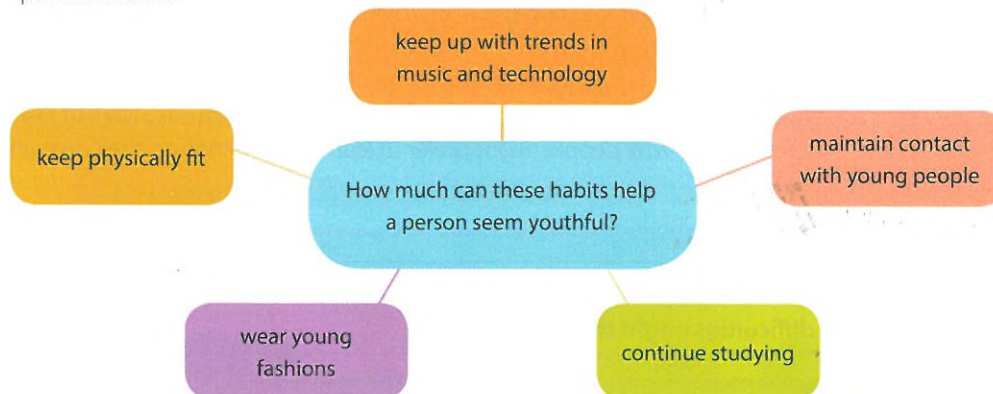 keep up with trends in
music and technology
keep physically fit
maintain contact
with young people
How much can these habits help
a person seem youthful?
wear young
fashions
continue studying